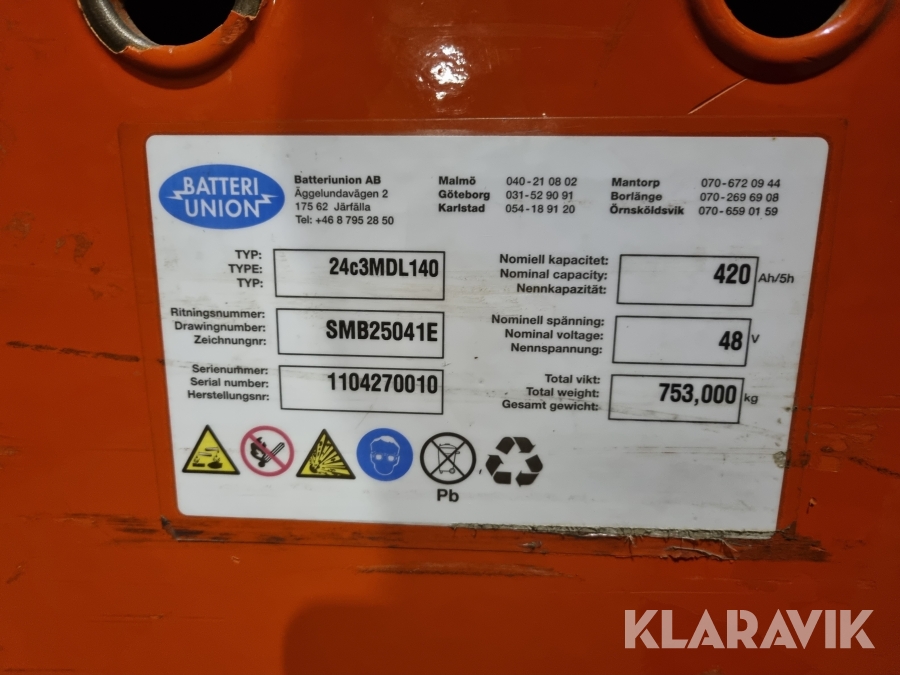 BATTERI
UNION
Batteriunion AB
Äggelundavägen 2
175 62 Järfälla
Tel: +46 8 795 28 50
Malmö 040-21 08 02
Göteborg 031-52 90 91
Karlstad 054-18 91 20
Mantorp 070-672 09 44
Borlänge 070-269 69 08
Örnsköldsvik 070-659 01 59
TYP:
TYPE:
TYP:
24c3MDL140
Nomiell kapacitet:
Nominal capacity:
Nennkapazität:
420 Ah/5h
Ritningsnummer:
Drawingnumber:
Zeichnungnr:
SMB25041E
Nominell spänning:
Nominal voltage:
Nennspannung:
48 V
Serienummer:
Serial number:
Herstellungsnr:
1104270010
Total vikt:
Total weight:
Gesamt gewicht:
753,000 kg
Pb
KLARAVIK